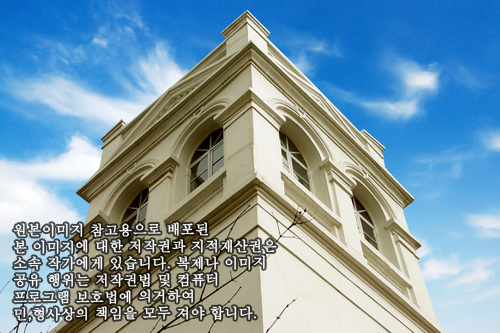 원본이미지 참고용으로 배포된
본 이미지에 대한 저작권과 지적재산권은
소속 작가에게 있습니다. 복제나 이미지
공유 행위는 저작권법 및 컴퓨터
프로그램 보호법에 의거하여
민,형사상의 책임을 모두 져야 합니다.